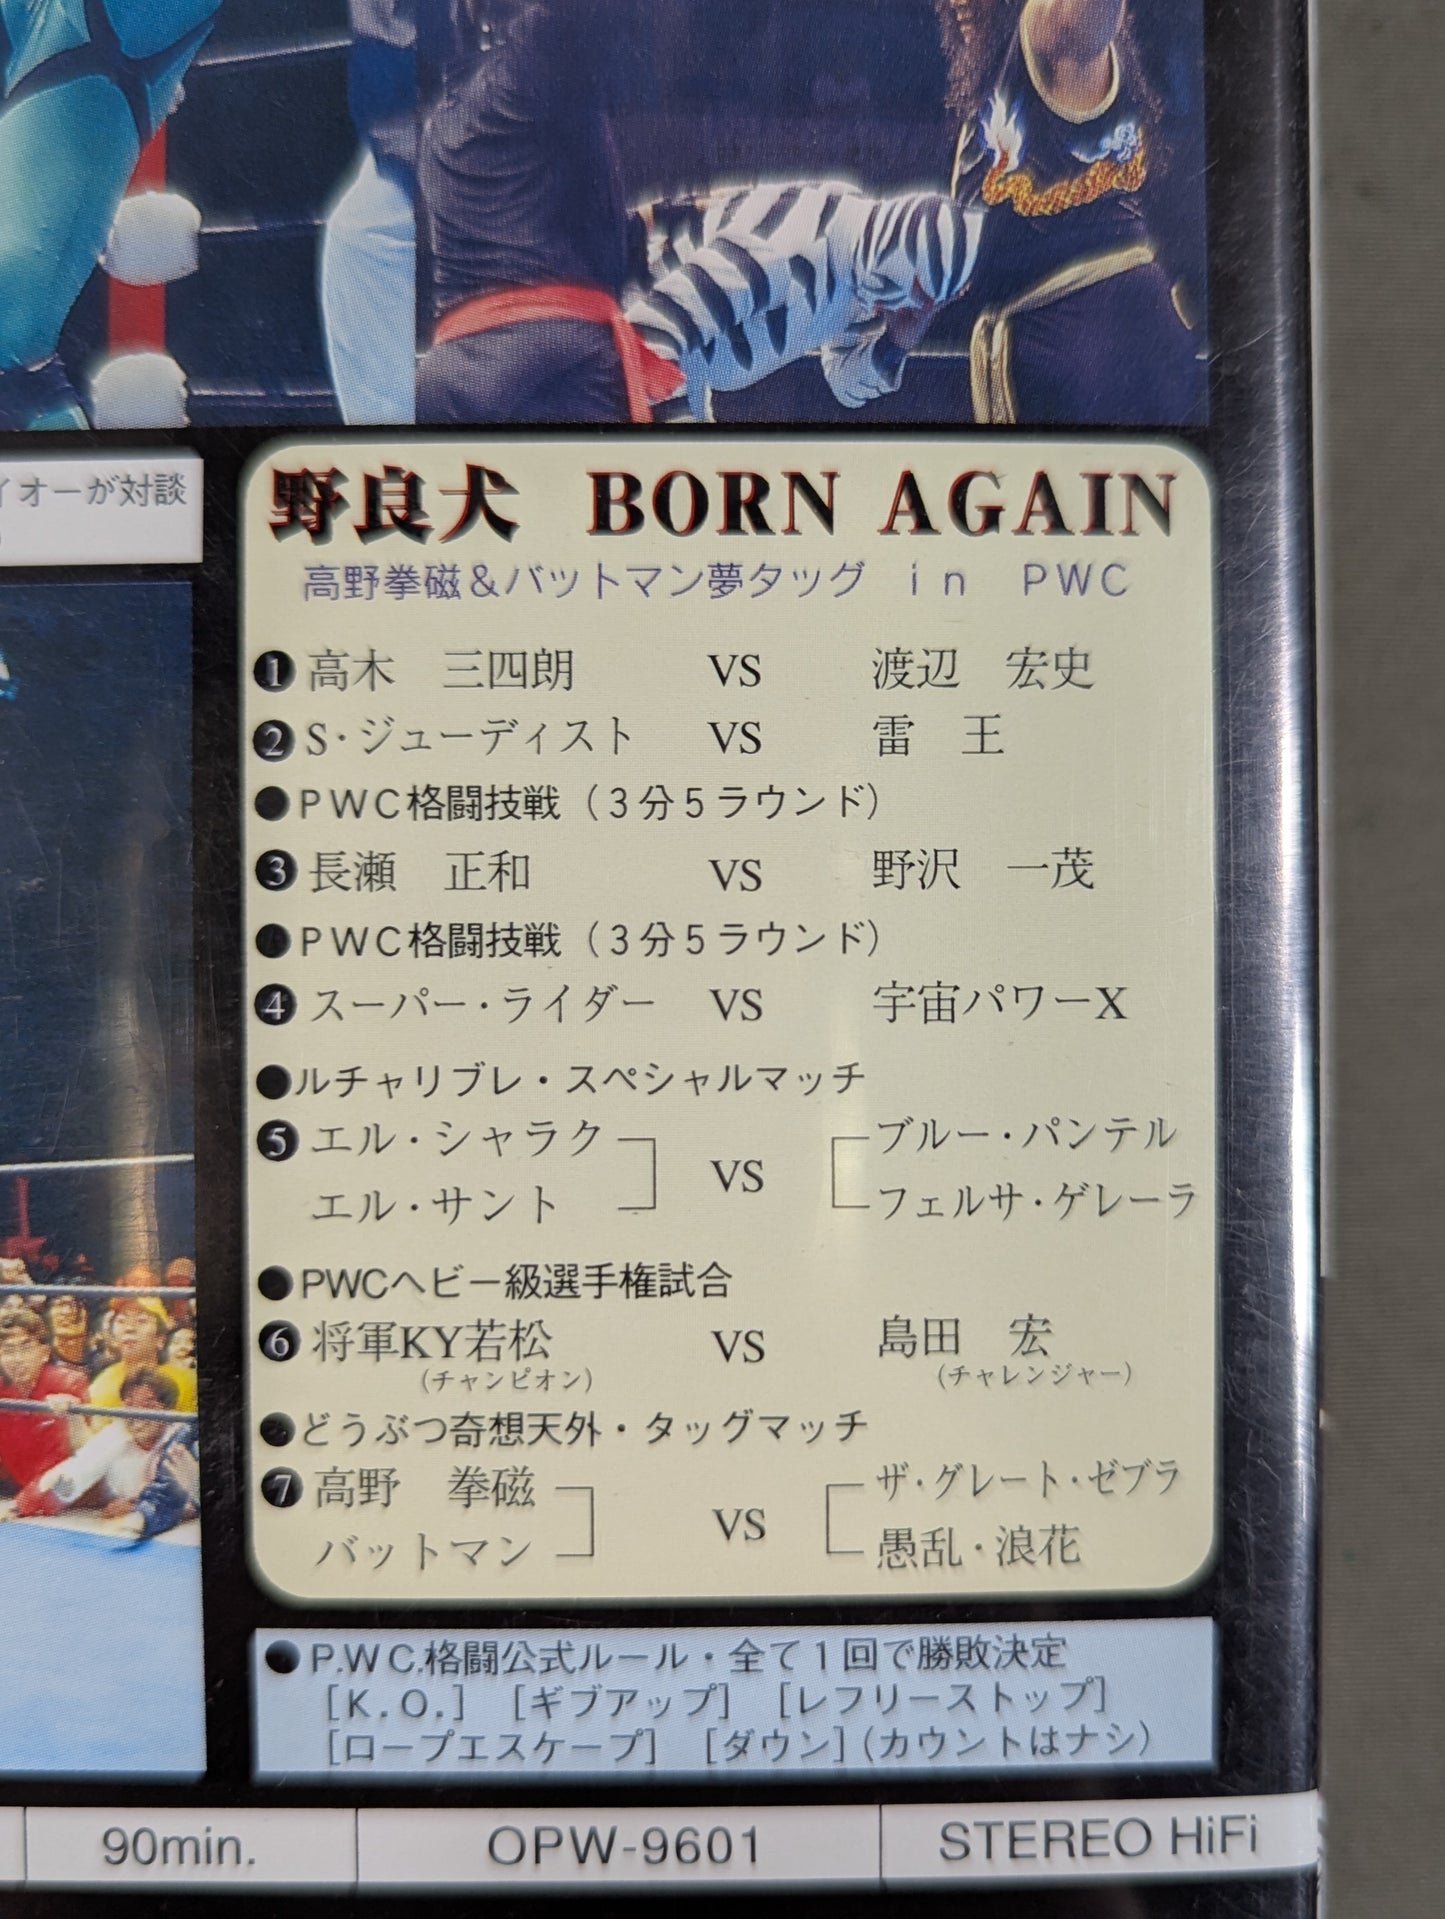 イオーが対談
野良犬 BORN AGAIN
高野拳磁&バットマン夢タッグ in PWC
❶高木 三四朗 VS 渡辺 宏史
❷S・ジューディスト VS 雷 王
●PWC格闘技戦(3分5ラウンド)
❸長瀬 正和 VS 野沢 一茂
●PWC格闘技戦(3分5ラウンド)
❹スーパー・ライダー VS 宇宙パワーX
●ルチャリブレ・スペシャルマッチ
❺エル・シャラク VS ブルー・パンテル
エル・サント フェルサ・ゲレーラ
●PWCヘビー級選手権試合
❻将軍KY若松 VS 島田 宏
(チャンピオン) (チャレンジャー)
●どうぶつ奇想天外・タッグマッチ
❼高野 拳磁 VS ザ・グレート・ゼブラ
バットマン 愚乱・浪花
●P.W.C.格闘公式ルール・全て1回で勝敗決定
[K.O.] [ギブアップ] [レフリーストップ]
[ロープエスケープ] [ダウン](カウントはナシ)
90min. OPW-9601 STEREO HiFi